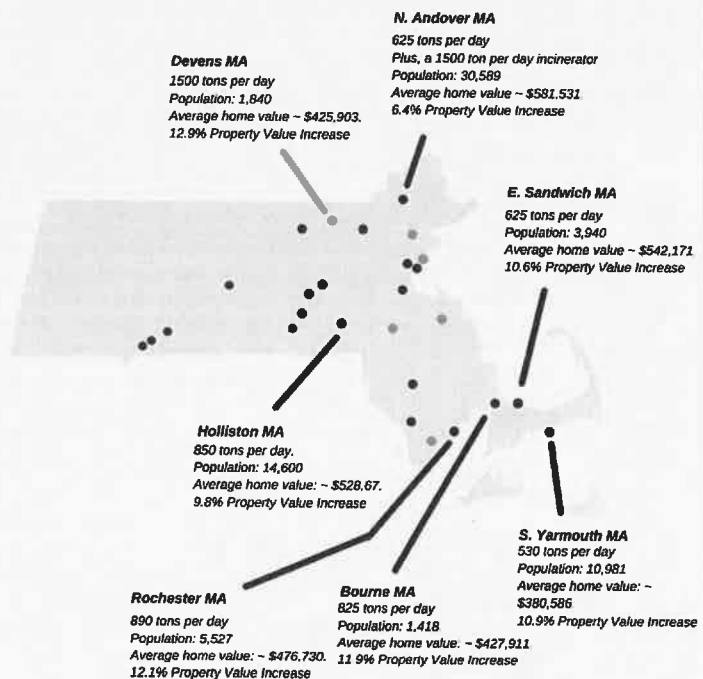 N. Andover MA
625 tons per day
Plus, a 1500 ton per day incinerator
Population: 30,589
Average home value ~ $581,531
6.4% Property Value Increase
Devens MA
1500 tons per day
Population: 1,840
Average home value ~ $425,903.
12.9% Property Value Increase
E. Sandwich MA
625 tons per day
Population: 3,940
Average home value ~ $542,171
10.6% Property Value Increase
Holliston MA
850 tons per day.
Population: 14,600
Average home value: ~ $528,67.
9.8% Property Value Increase
S. Yarmouth MA
530 tons per day
Population: 10,981
Average home value: ~
$380,586
10.9% Property Value Increase
Rochester MA
890 tons per day
Population: 5,527
Average home value: ~ $476,730.
12.1% Property Value Increase
Bourne MA
825 tons per day
Population: 1,418
Average home value: ~ $427,911
11 9% Property Value Increase